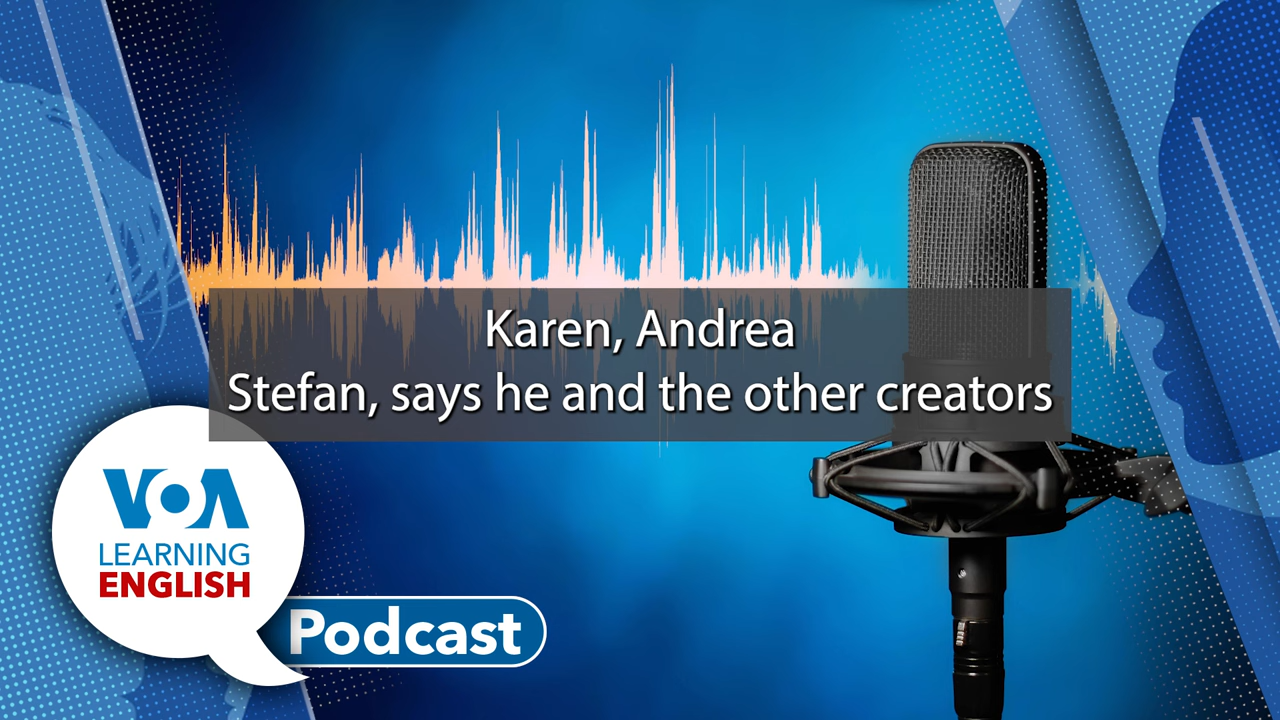 Karen, Andrea
Stefan, says he and the other creators
VOA
LEARNING
ENGLISH
Podcast